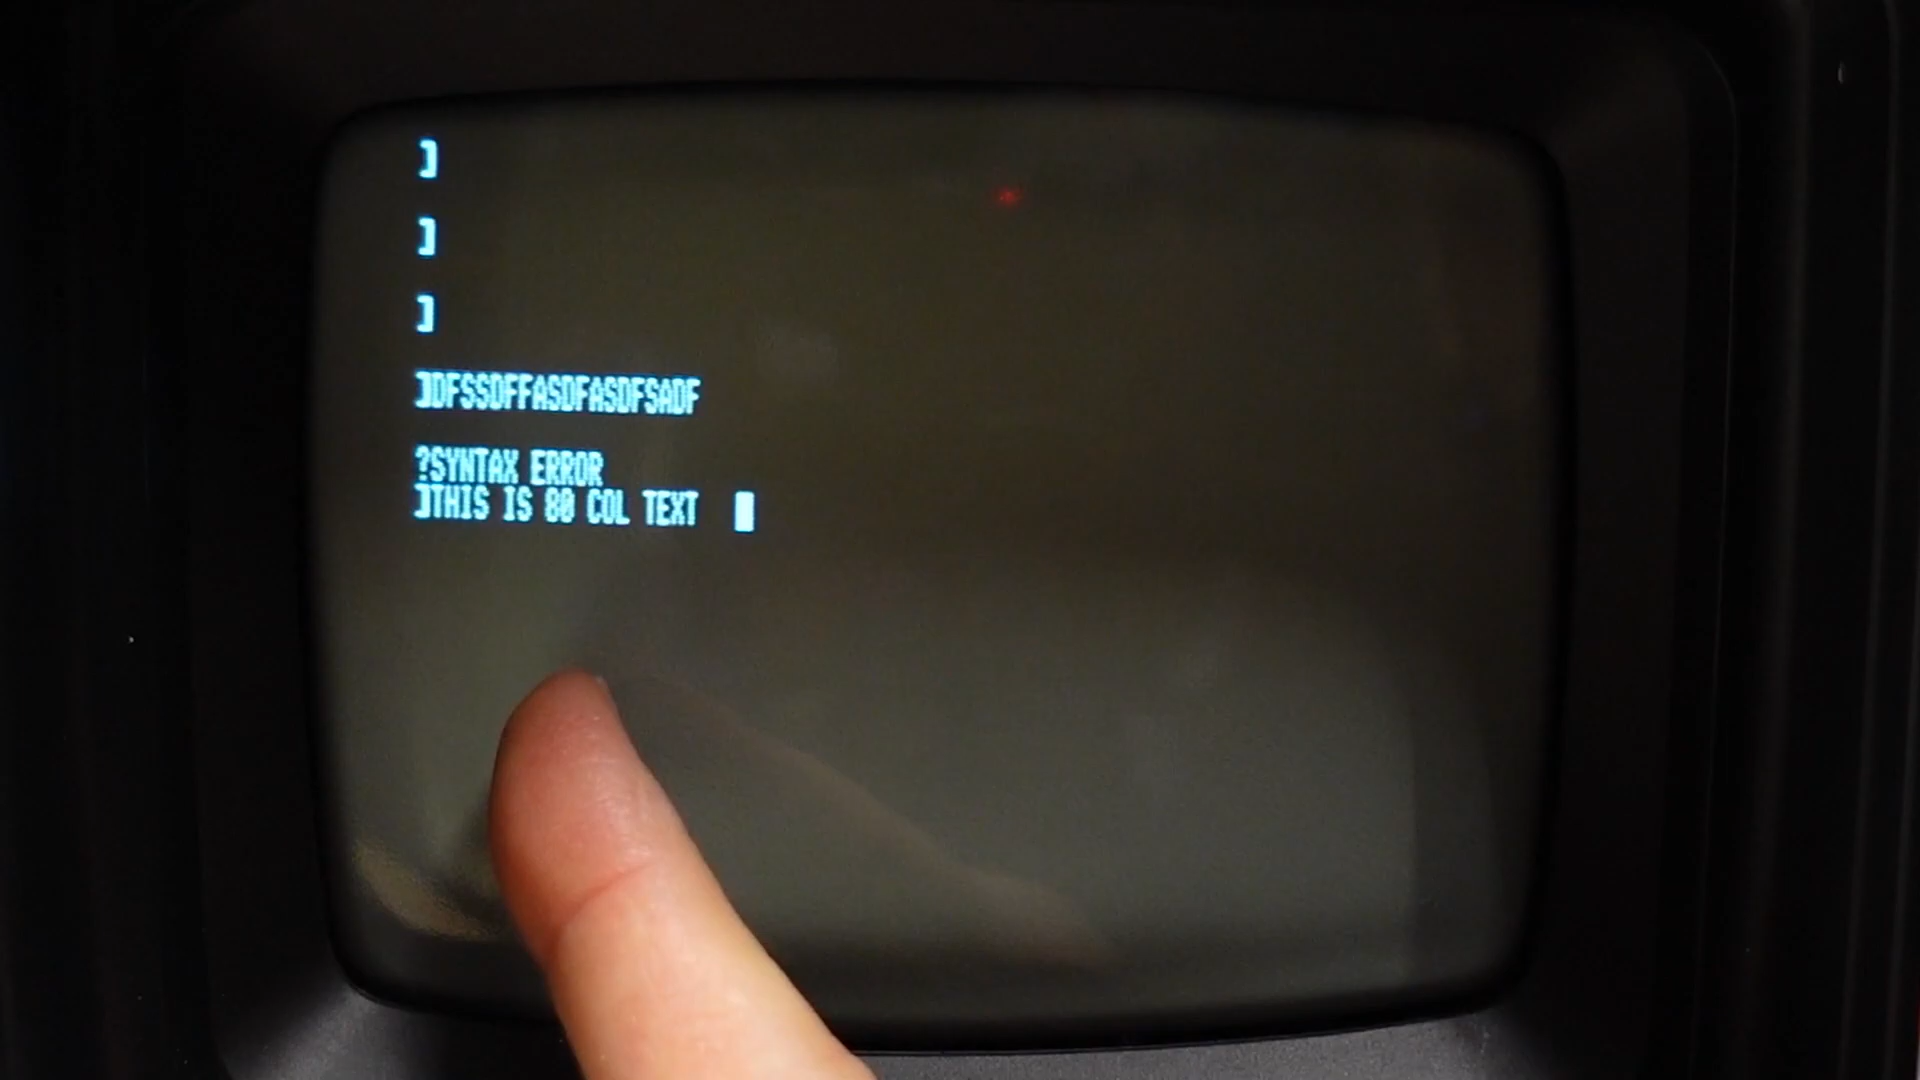 ]
]
]
]DFSSDFFASDFASDFSADF
?SYNTAX ERROR
]THIS IS 80 COL TEXT